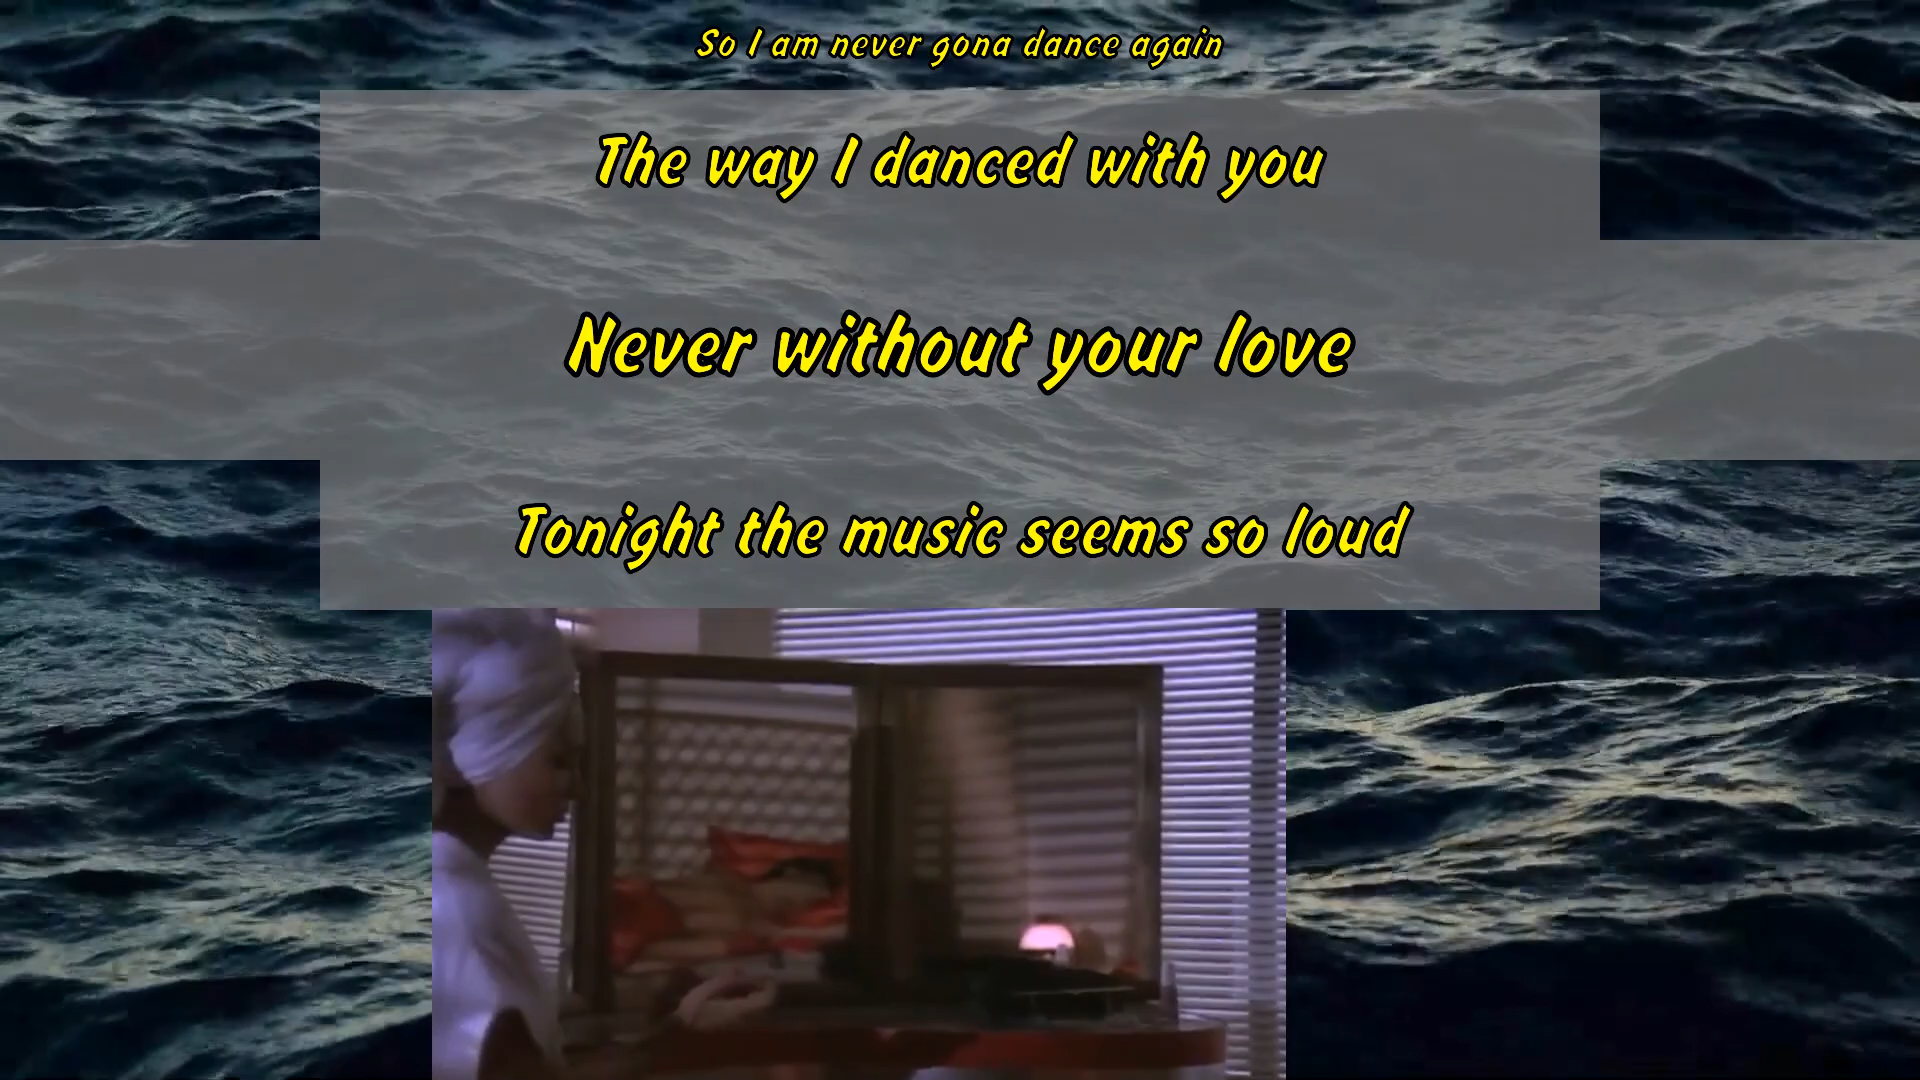 So I am never gona dance again
The way I danced with you
Never without your love
Tonight the music seems so loud